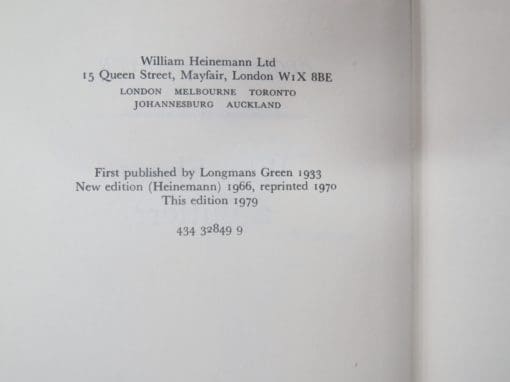 William Heinemann Ltd
15 Queen Street, Mayfair, London W1X 8BE
LONDON MELBOURNE TORONTO
JOHANNESBURG AUCKLAND
First published by Longmans Green 1933
New edition (Heinemann) 1966, reprinted 1970
This edition 1979
434 32849 9